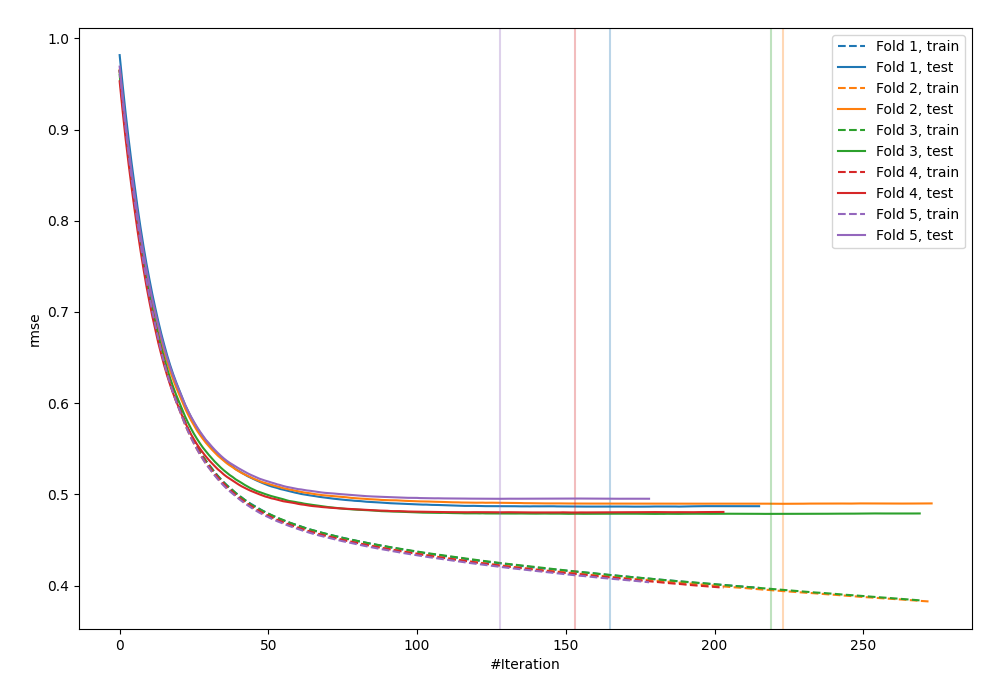 1.0
0.9
0.8
0.7
0.6
0.5
0.4
rmse
0
50
100
150
200
250
#Iteration
Fold 1, train
Fold 1, test
Fold 2, train
Fold 2, test
Fold 3, train
Fold 3, test
Fold 4, train
Fold 4, test
Fold 5, train
Fold 5, test